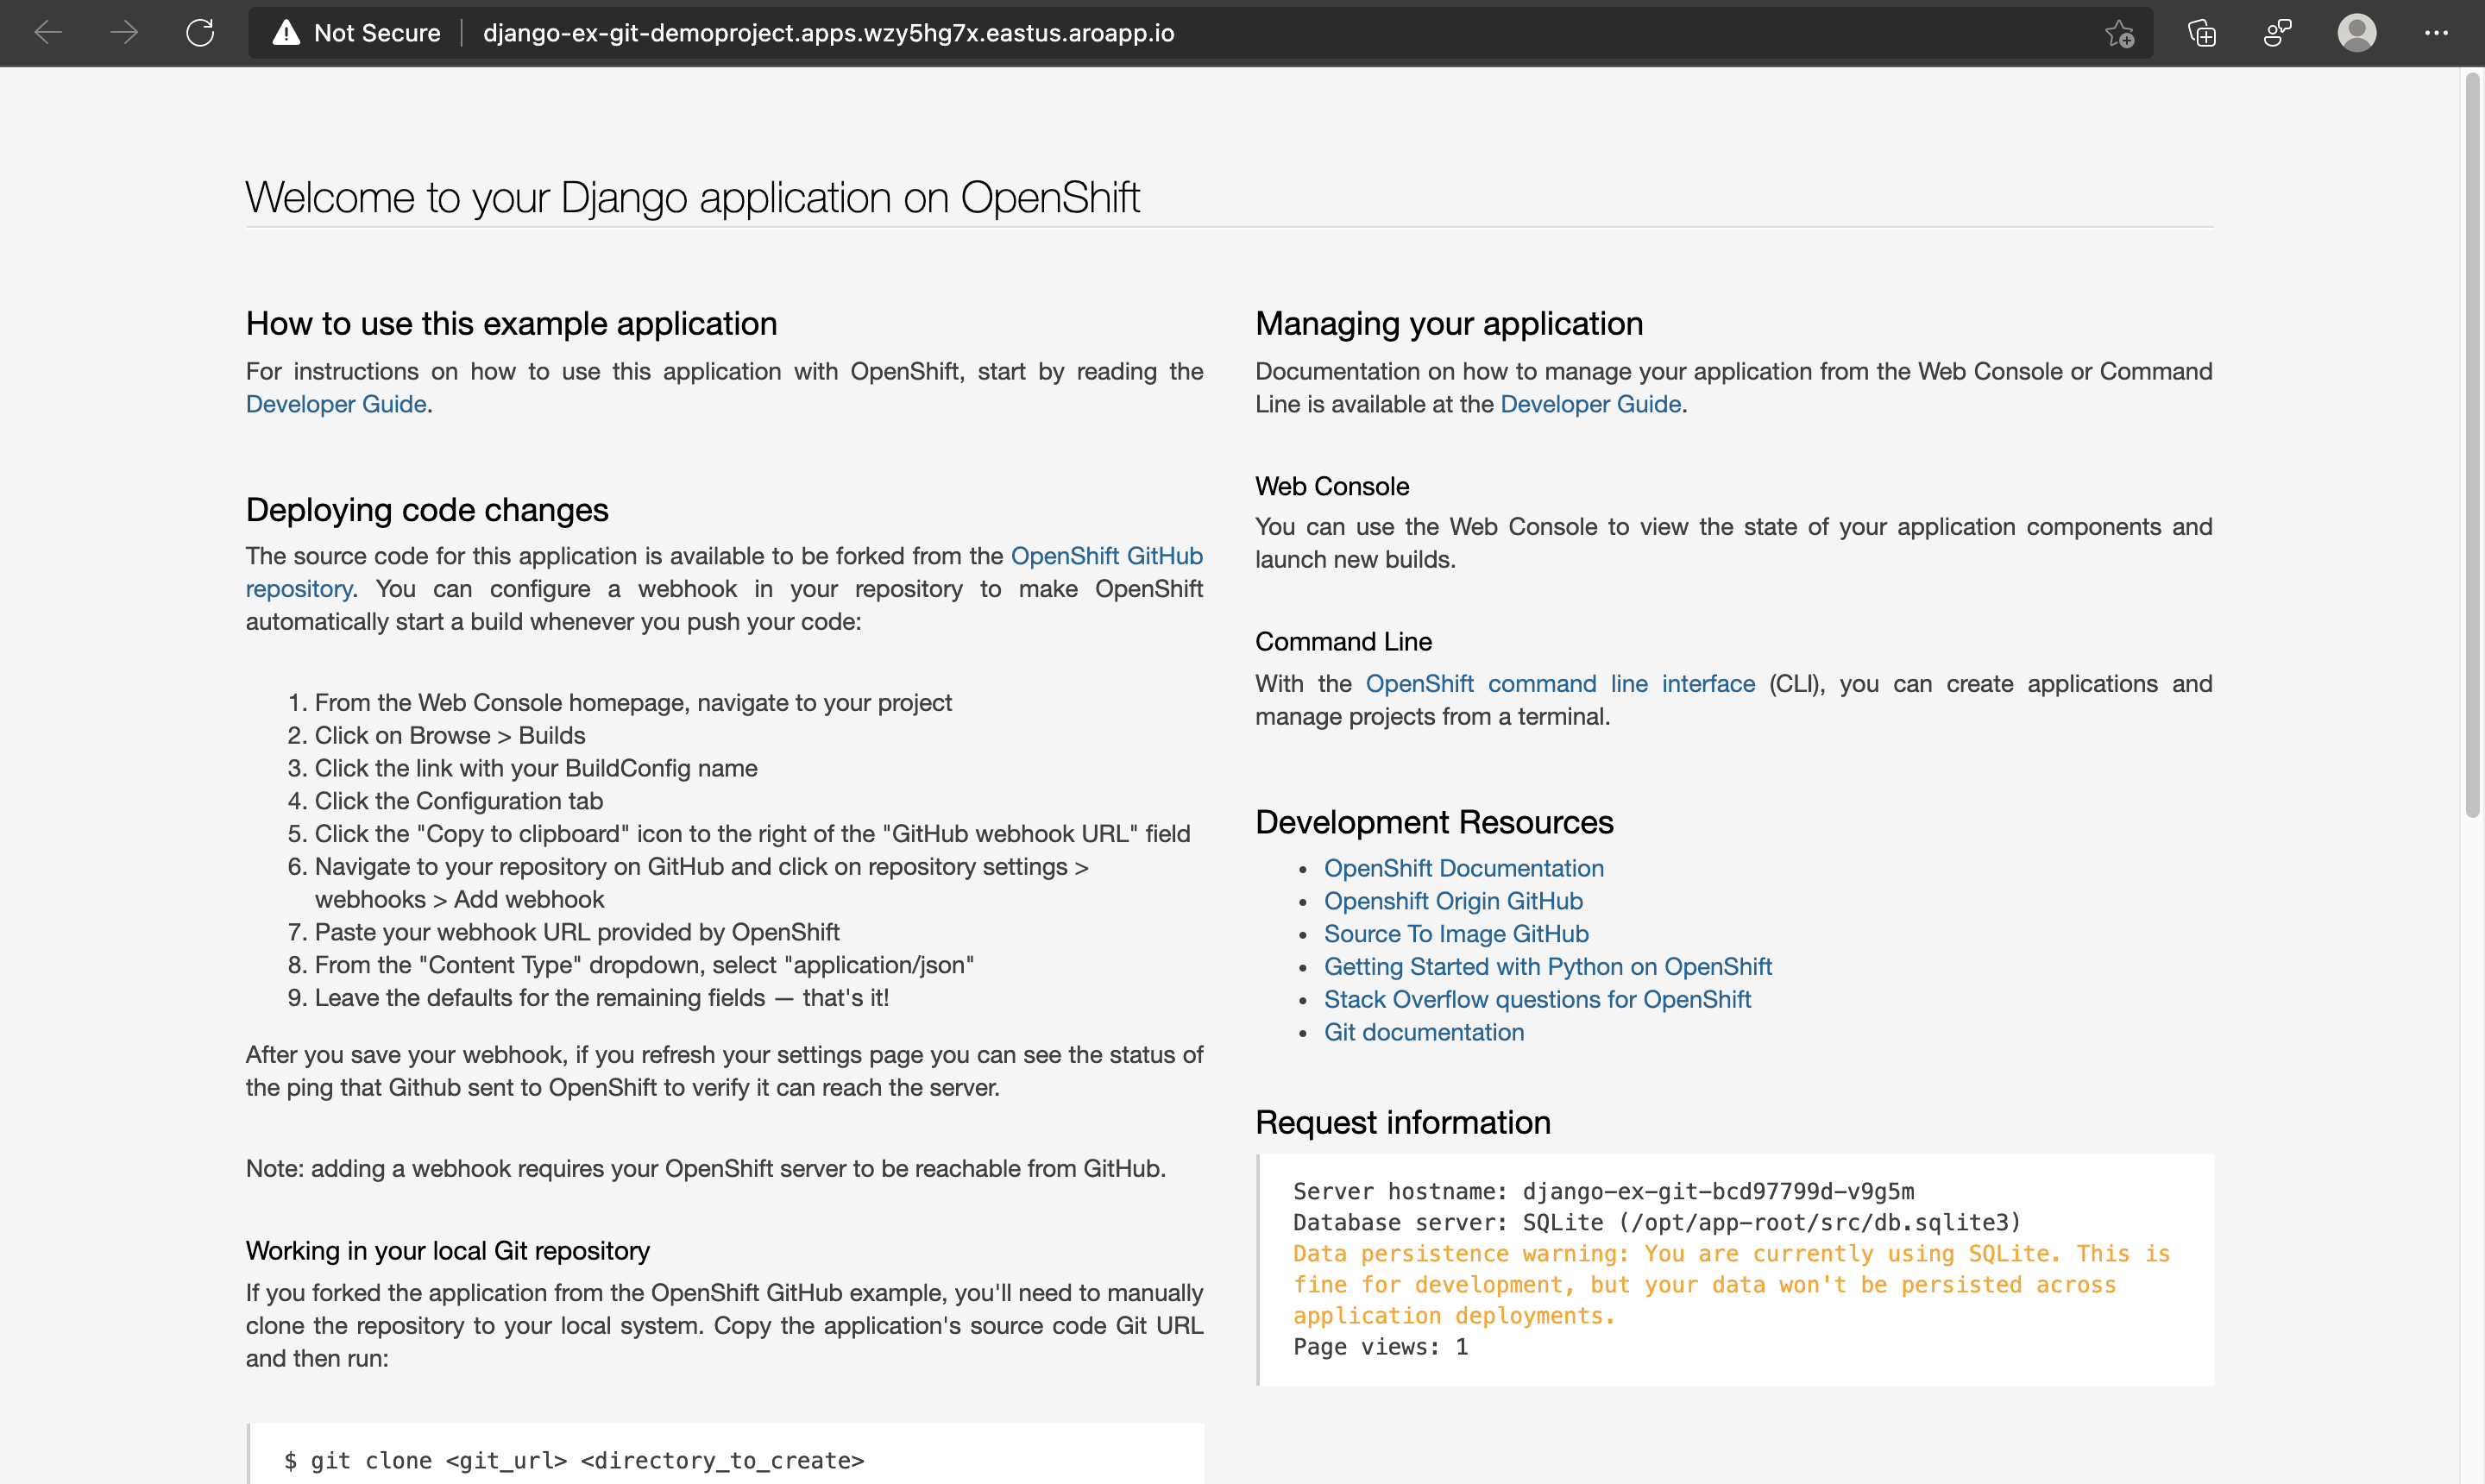 Not Secure
django-ex-git-demoproject.apps.wzy5hg7x.eastus.aroapp.io
Welcome to your Django application on OpenShift
How to use this example application
For instructions on how to use this application with OpenShift, start by reading the
Developer Guide.
Deploying code changes
The source code for this application is available to be forked from the OpenShift GitHub
repository. You can configure a webhook in your repository to make OpenShift
automatically start a build whenever you push your code:
1. From the Web Console homepage, navigate to your project
2. Click on Browse > Builds
3. Click the link with your BuildConfig name
4. Click the Configuration tab
5. Click the "Copy to clipboard" icon to the right of the "GitHub webhook URL" field
6. Navigate to your repository on GitHub and click on repository settings >
webhooks > Add webhook
7. Paste your webhook URL provided by OpenShift
8. From the "Content Type" dropdown, select "application/json"
9. Leave the defaults for the remaining fields — that's it!
After you save your webhook, if you refresh your settings page you can see the status of
the ping that Github sent to OpenShift to verify it can reach the server.
Note: adding a webhook requires your OpenShift server to be reachable from GitHub.
Working in your local Git repository
If you forked the application from the OpenShift GitHub example, you'll need to manually
clone the repository to your local system. Copy the application's source code Git URL
and then run:
$ git clone <git_url> <directory_to_create>
Managing your application
Documentation on how to manage your application from the Web Console or Command
Line is available at the Developer Guide.
Web Console
You can use the Web Console to view the state of your application components and
launch new builds.
Command Line
With the OpenShift command line interface (CLI), you can create applications and
manage projects from a terminal.
Development Resources
• OpenShift Documentation
• Openshift Origin GitHub
• Source To Image GitHub
• Getting Started with Python on OpenShift
• Stack Overflow questions for OpenShift
• Git documentation
Request information
Server hostname: django-ex-git-bcd97799d-v9g5m
Database server: SQLite (/opt/app-root/src/db.sqlite3)
Data persistence warning: You are currently using SQLite. This is
fine for development, but your data won't be persisted across
application deployments.
Page views: 1